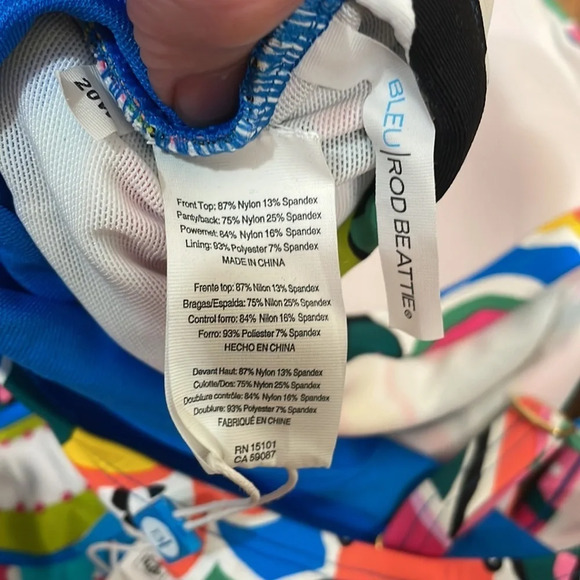 20W
BLEU|ROD BEATTIE®
Front Top: 87% Nylon 13% Spandex
Panty/back: 75% Nylon 25% Spandex
Powernet: 84% Nylon 16% Spandex
Lining: 93% Polyester 7% Spandex
MADE IN CHINA
Frente top: 87% Nilon 13% Spandex
Bragas/Espalda: 75% Nilon 25% Spandex
Control forro: 84% Nilon 16% Spandex
Forro: 93% Poliester 7% Spandex
HECHO EN CHINA
Devant Haut: 87% Nylon 13% Spandex
Culotte/Dos: 75% Nylon 25% Spandex
Doublure contrôle: 84% Nylon 16% Spandex
Doublure: 93% Polyester 7% Spandex
FABRIQUÉ EN CHINE
RN 15101
CA 59087